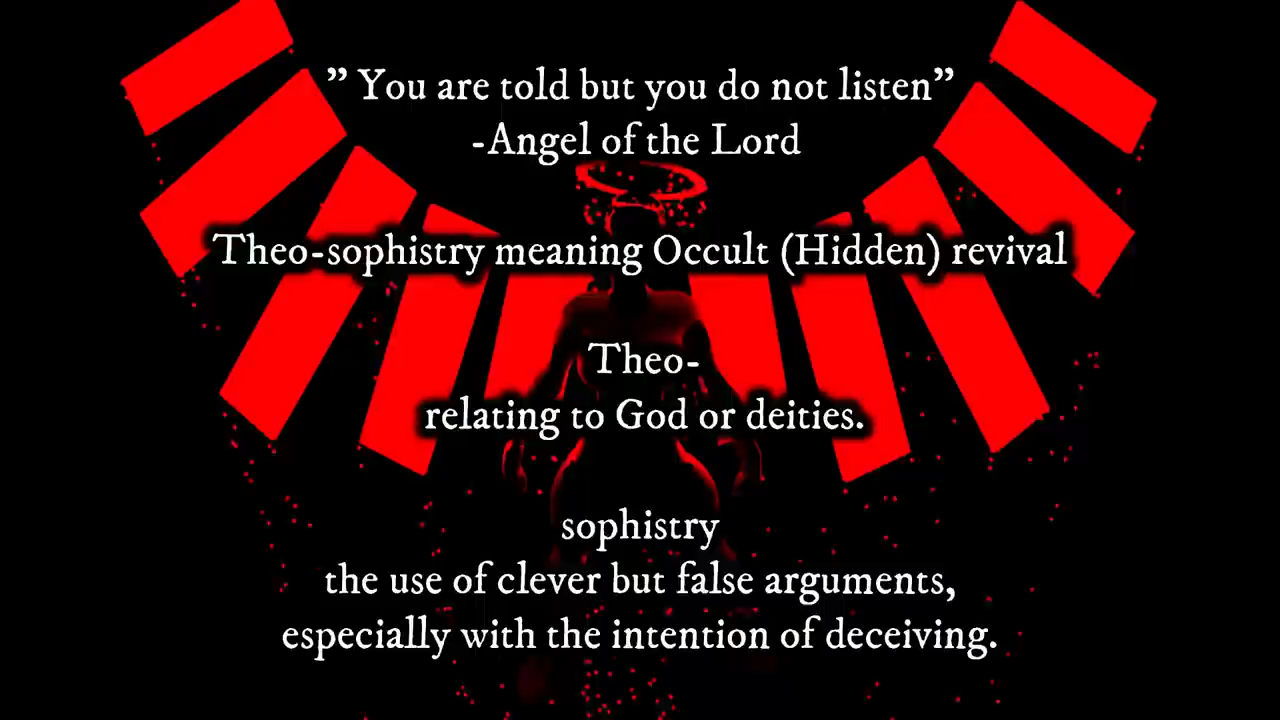 ” You are told but you do not listen”
-Angel of the Lord
Theo-sophistry meaning Occult (Hidden) revival
Theo-
relating to God or deities.
sophistry
the use of clever but false arguments,
especially with the intention of deceiving.